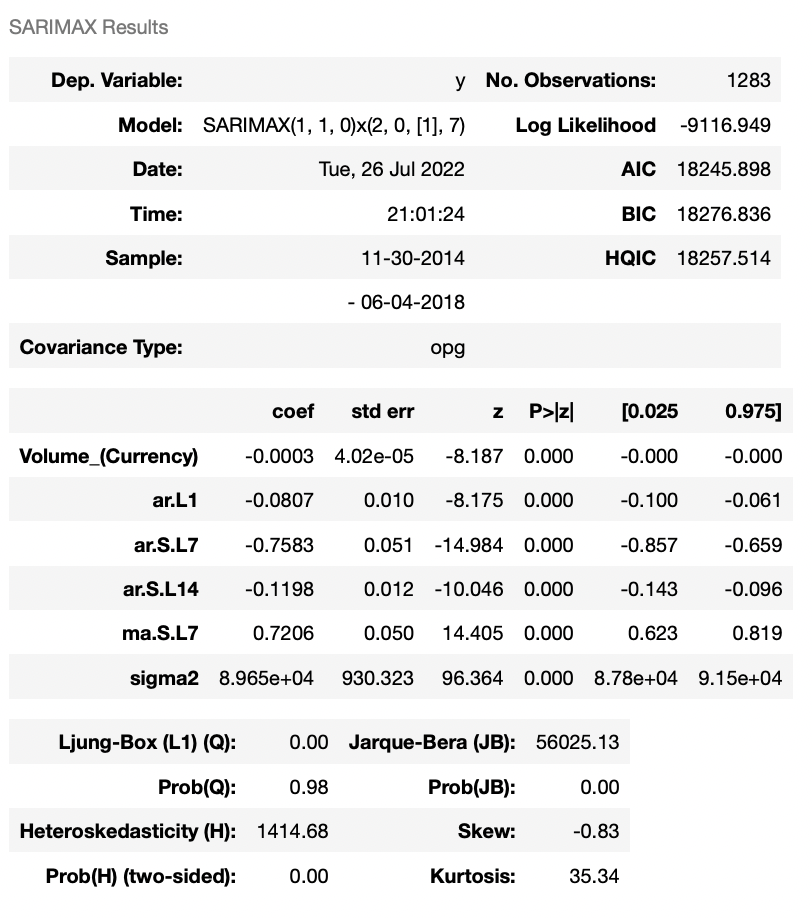 SARIMAX Results
Dep. Variable: y No. Observations: 1283
Model: SARIMAX(1, 1, 0)x(2, 0, [1], 7) Log Likelihood -9116.949
Date: Tue, 26 Jul 2022 AIC 18245.898
Time: 21:01:24 BIC 18276.836
Sample: 11-30-2014 HQIC 18257.514
- 06-04-2018
Covariance Type: opg
coef std err z P>|z| [0.025 0.975]
Volume_(Currency) -0.0003 4.02e-05 -8.187 0.000 -0.000 -0.000
ar.L1 -0.0807 0.010 -8.175 0.000 -0.100 -0.061
ar.S.L7 -0.7583 0.051 -14.984 0.000 -0.857 -0.659
ar.S.L14 -0.1198 0.012 -10.046 0.000 -0.143 -0.096
ma.S.L7 0.7206 0.050 14.405 0.000 0.623 0.819
sigma2 8.965e+04 930.323 96.364 0.000 8.78e+04 9.15e+04
Ljung-Box (L1) (Q): 0.00 Jarque-Bera (JB): 56025.13
Prob(Q): 0.98 Prob(JB): 0.00
Heteroskedasticity (H): 1414.68 Skew: -0.83
Prob(H) (two-sided): 0.00 Kurtosis: 35.34